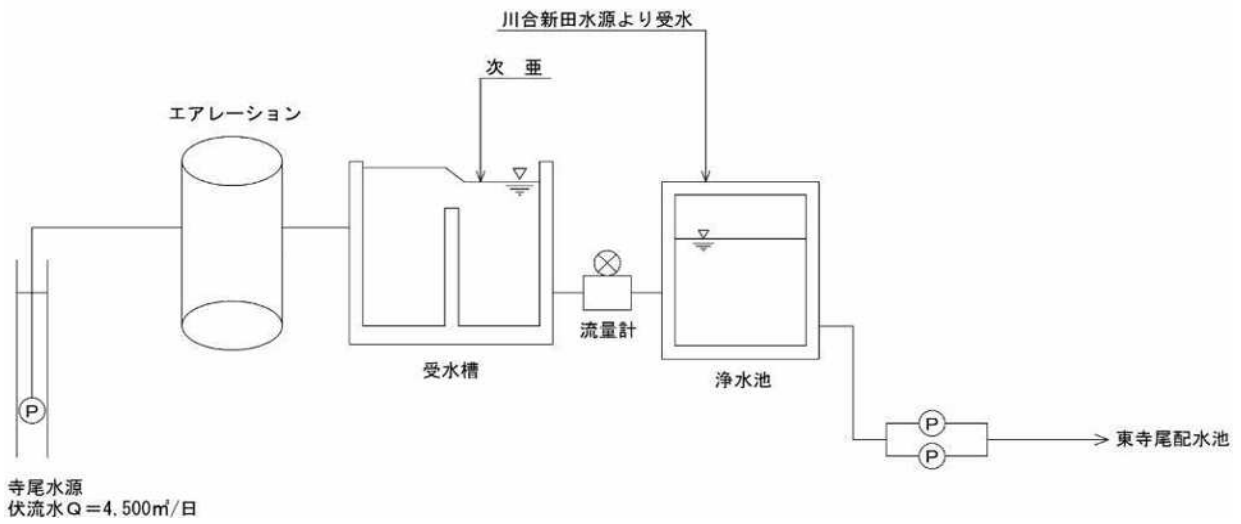 川合新田水源より受水
次 亜
エアレーション
流量計
受水槽
浄水池
P
P
P
東寺尾配水池
寺尾水源
伏流水Q=4,500㎥/日